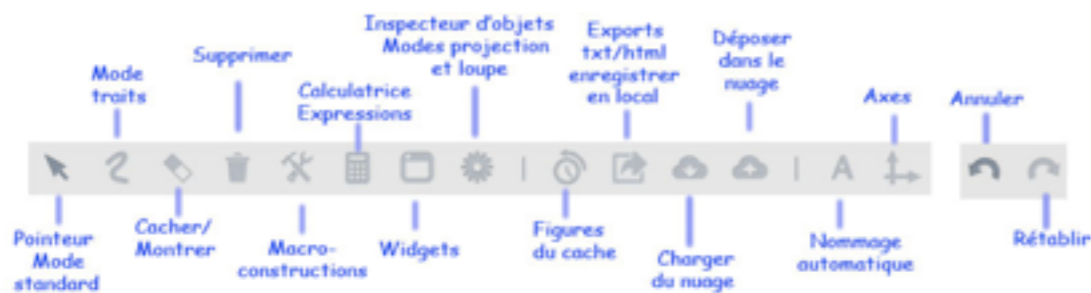 Inspecteur d'objets
Modes projection
et loupe
Exports
txt/html
enregistrer
en local
Déposer
dans le
nuage
Supprimer
Mode
traits
Calculatrice
Expressions
Axes
Annuler
A
Pointeur
Mode
standard
Cacher/
Montrer
Macro-
constructions
Widgets
Figures
du cache
Charger
du nuage
Nommage
automatique
Rétablir